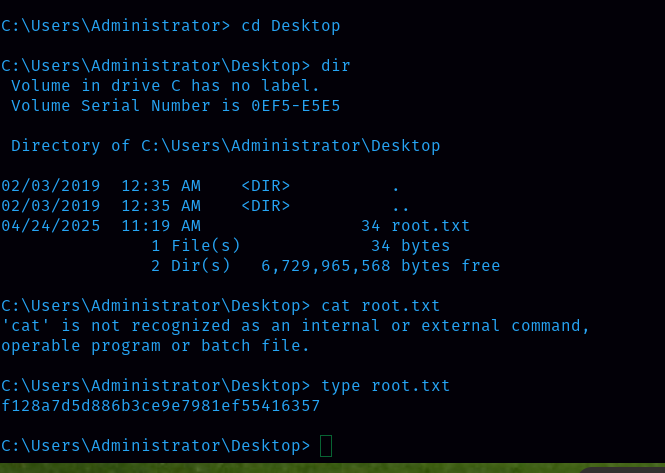 C:\Users\Administrator> cd Desktop
C:\Users\Administrator\Desktop> dir
Volume in drive C has no label.
Volume Serial Number is 0EF5-E5E5
Directory of C:\Users\Administrator\Desktop
02/03/2019  12:35 AM    <DIR>          .
02/03/2019  12:35 AM    <DIR>          ..
04/24/2025  11:19 AM                34 root.txt
1 File(s)             34 bytes
2 Dir(s)   6,729,965,568 bytes free
C:\Users\Administrator\Desktop> cat root.txt
'cat' is not recognized as an internal or external command,
operable program or batch file.
C:\Users\Administrator\Desktop> type root.txt
f128a7d5d886b3ce9e7981ef55416357
C:\Users\Administrator\Desktop>